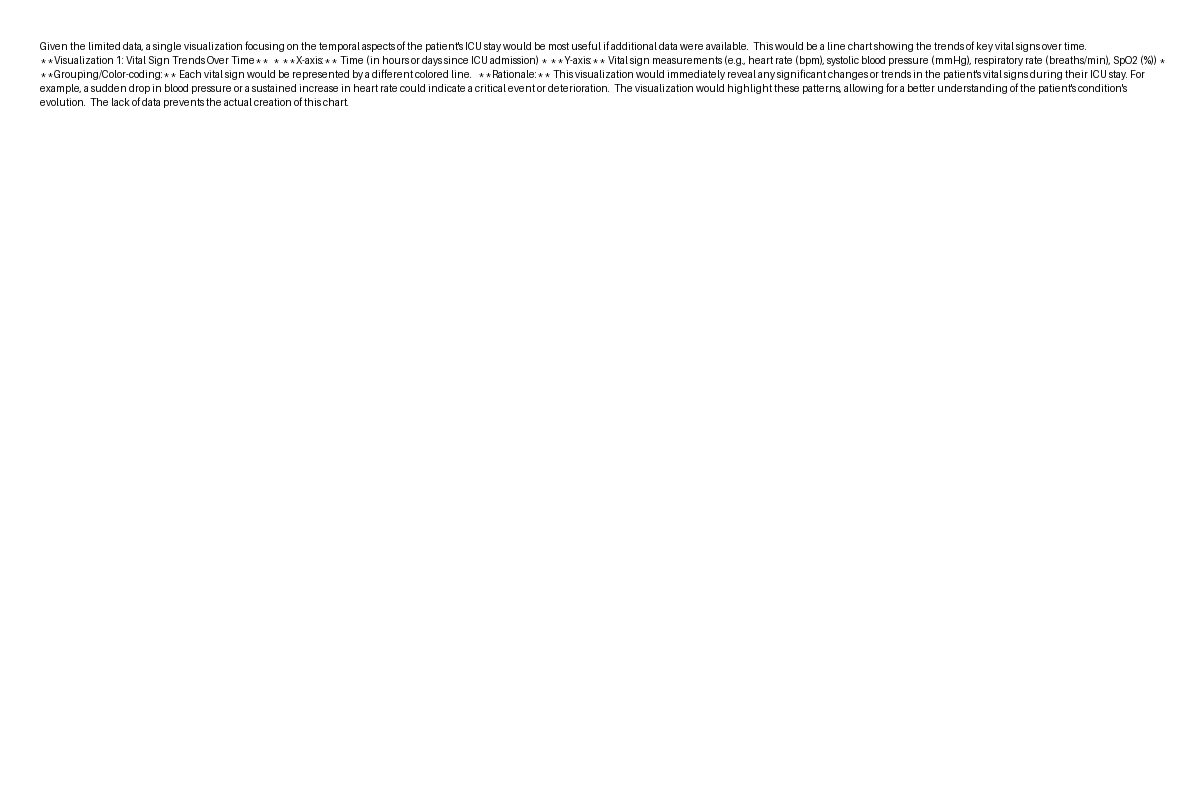 Given the limited data, a single visualization focusing on the temporal aspects of the patient's ICU stay would be most useful if additional data were available.  This would be a line chart showing the trends of key vital signs over time.
**Visualization 1: Vital Sign Trends Over Time**  * **X-axis:** Time (in hours or days since ICU admission) * **Y-axis:** Vital sign measurements (e.g., heart rate (bpm), systolic blood pressure (mmHg), respiratory rate (breaths/min), SpO2 (%)) *
**Grouping/Color-coding:** Each vital sign would be represented by a different colored line.  **Rationale:** This visualization would immediately reveal any significant changes or trends in the patient's vital signs during their ICU stay. For
example, a sudden drop in blood pressure or a sustained increase in heart rate could indicate a critical event or deterioration.  The visualization would highlight these patterns, allowing for a better understanding of the patient's condition's
evolution.  The lack of data prevents the actual creation of this chart.